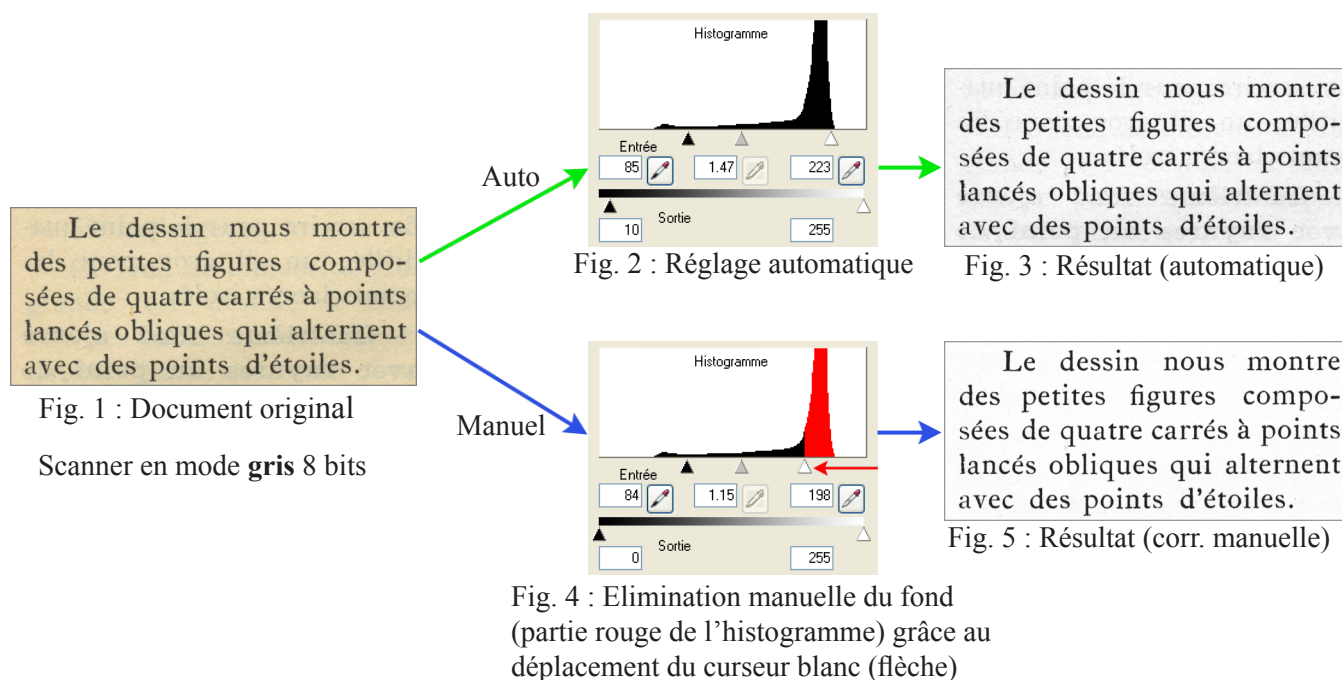 Le dessin nous montre
des petites figures compo-
sées de quatre carrés à points
lancés obliques qui alternent
avec des points d'étoiles.
Fig. 1 : Document original
Scanner en mode gris 8 bits
Auto
Manuel
Histogramme
Entrée
85 1.47 223
Sortie
10 255
Fig. 2 : Réglage automatique
Le dessin nous montre
des petites figures compo-
sées de quatre carrés à points
lancés obliques qui alternent
avec des points d'étoiles.
Fig. 3 : Résultat (automatique)
Histogramme
Entrée
84 1.15 198
Sortie
0 255
Fig. 4 : Elimination manuelle du fond
(partie rouge de l'histogramme) grâce au
déplacement du curseur blanc (flèche)
Le dessin nous montre
des petites figures compo-
sées de quatre carrés à points
lancés obliques qui alternent
avec des points d'étoiles.
Fig. 5 : Résultat (corr. manuelle)